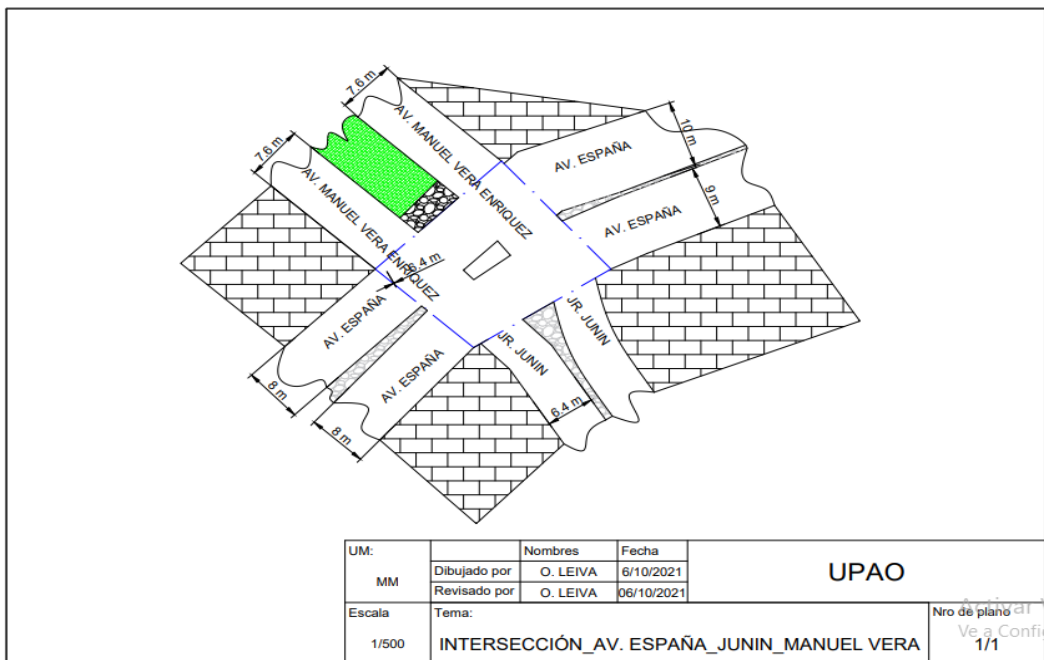 7.6 m
AV. MANUEL VERA ENRIQUEZ
7.6 m
AV. MANUEL VERA ENRIQUEZ
10 m
AV. ESPAÑA
9 m
AV. ESPAÑA
6.4 m
AV. ESPAÑA
AV. ESPAÑA
8 m
8 m
JR. JUNIN
JR. JUNIN
6.4 m
UM:
MM
Nombres
Fecha
Dibujado por
O. LEIVA
6/10/2021
Revisado por
O. LEIVA
06/10/2021
UPAO
Escala
1/500
Tema:
INTERSECCIÓN_AV. ESPAÑA_JUNIN_MANUEL VERA
Nro de plano
1/1
Activar
Ve a Config